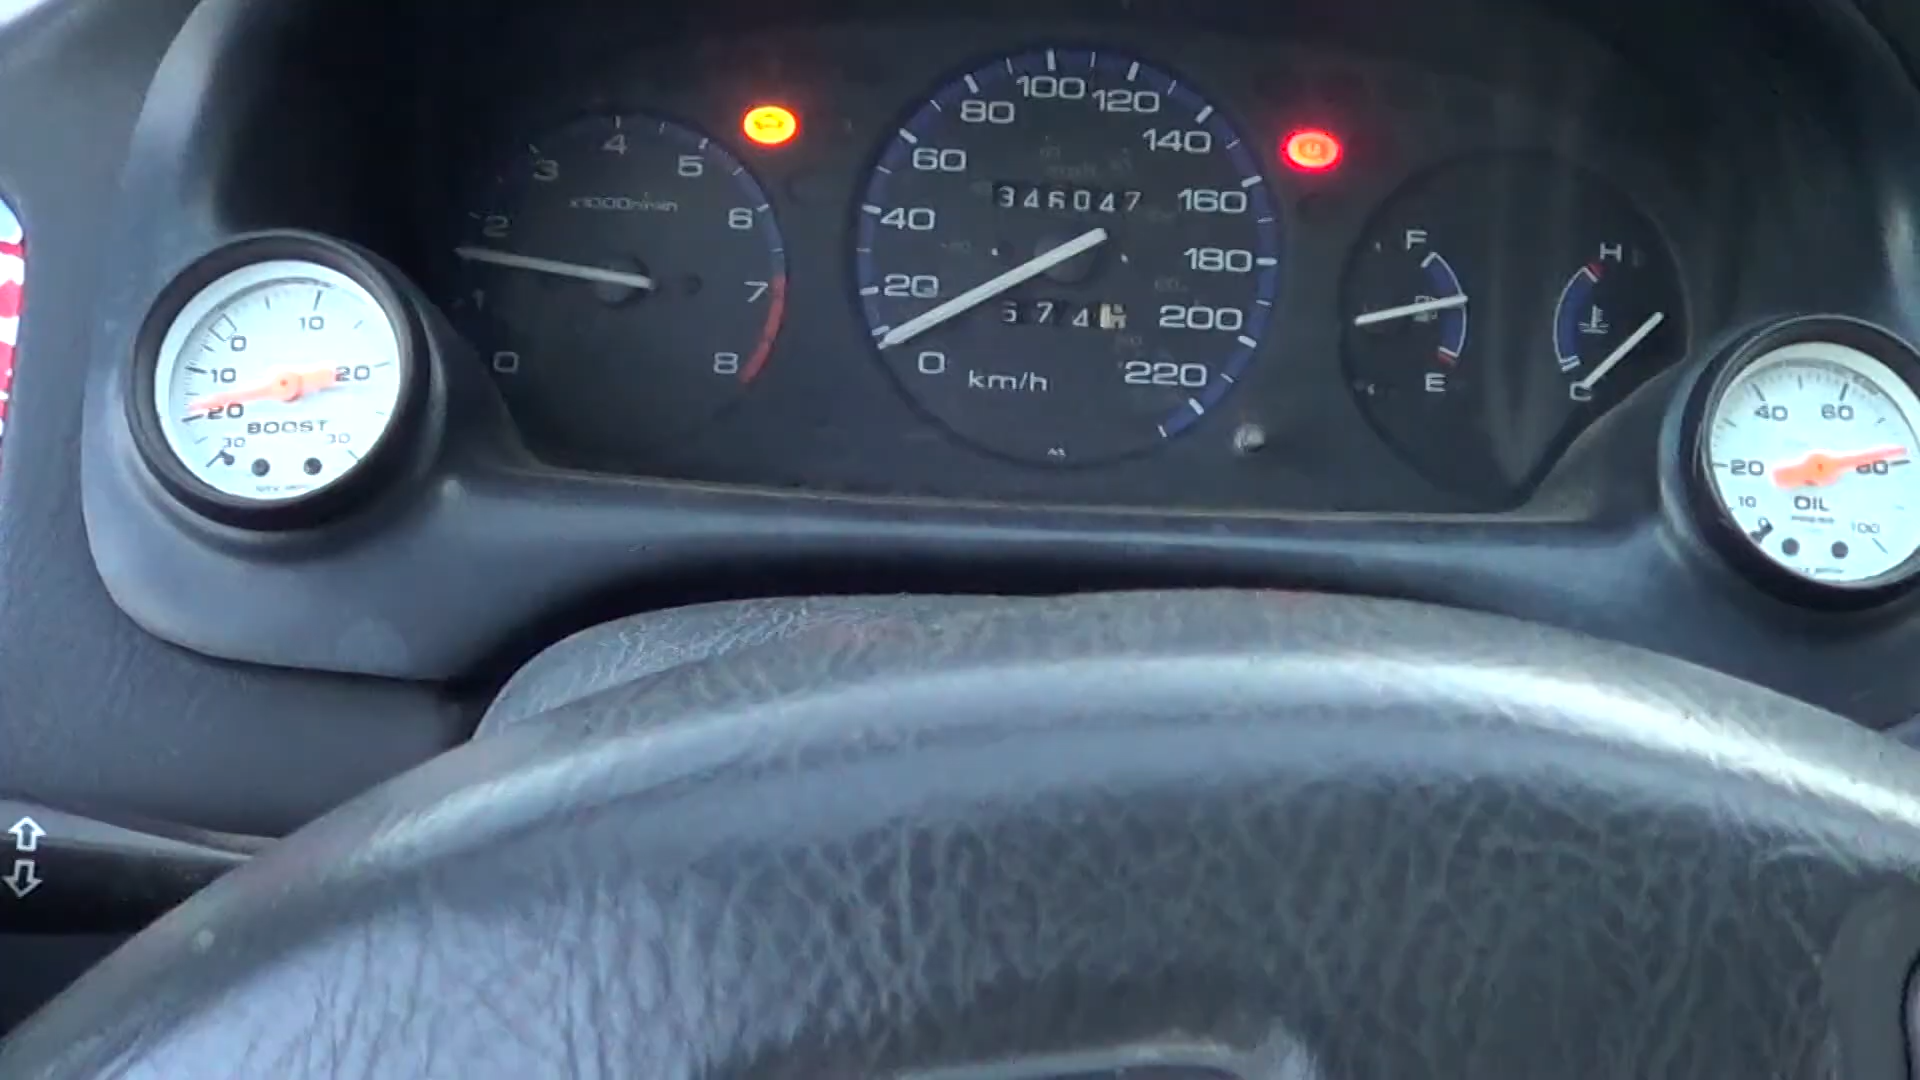 0 1 2 3 4 5 6 7 8
x1000r/min
0 20 40 60 80 100 120 140 160 180 200 220
346047
674
km/h
F
E
H
C
30 20 10 0 10 20 30
BOOST
0 10 20 40 60 80 100
OIL